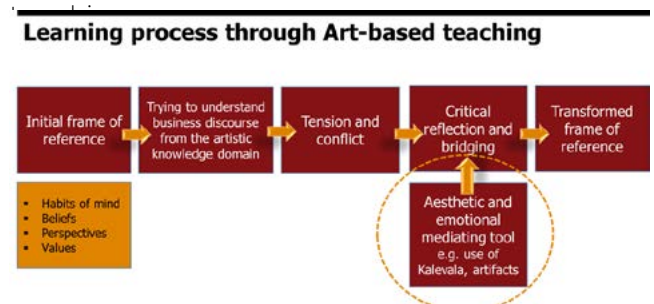 Learning process through Art-based teaching
Initial frame of
reference
Trying to understand
business discourse
from the artistic
knowledge domain
Tension and
conflict
Critical
reflection and
bridging
Transformed
frame of
reference
▪ Habits of mind
▪ Beliefs
▪ Perspectives
▪ Values
Aesthetic and
emotional
mediating tool
e.g. use of
Kalevala, artifacts